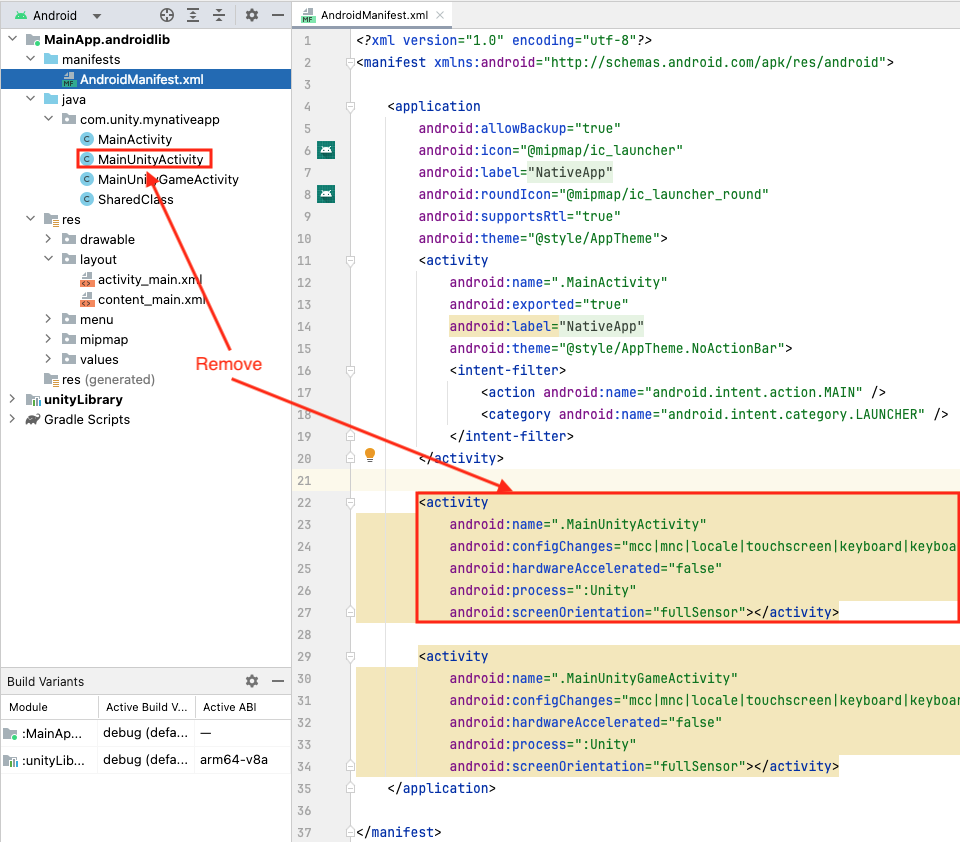 Android
AndroidManifest.xml
MainApp.androidlib
manifests
AndroidManifest.xml
java
com.unity.mynativeapp
MainActivity
MainUnityActivity
MainUnityGameActivity
SharedClass
res
drawable
layout
activity_main.xml
content_main.xml
menu
mipmap
values
res (generated)
unityLibrary
Gradle Scripts
Remove
Build Variants
Module Active Build V... Active ABI
:MainAp... debug (defa... —
:unityLib... debug (defa... arm64-v8a
1 <?xml version="1.0" encoding="utf-8"?>
2 <manifest xmlns:android="http://schemas.android.com/apk/res/android">
3
4 <application
5 android:allowBackup="true"
6 android:icon="@mipmap/ic_launcher"
7 android:label="NativeApp"
8 android:roundIcon="@mipmap/ic_launcher_round"
9 android:supportsRtl="true"
10 android:theme="@style/AppTheme">
11 <activity
12 android:name=".MainActivity"
13 android:exported="true"
14 android:label="NativeApp"
15 android:theme="@style/AppTheme.NoActionBar">
16 <intent-filter>
17 <action android:name="android.intent.action.MAIN" />
18 <category android:name="android.intent.category.LAUNCHER" />
19 </intent-filter>
20 </activity>
21
22 <activity
23 android:name=".MainUnityActivity"
24 android:configChanges="mcc|mnc|locale|touchscreen|keyboard|keyboa
25 android:hardwareAccelerated="false"
26 android:process=":Unity"
27 android:screenOrientation="fullSensor"></activity>
28
29 <activity
30 android:name=".MainUnityGameActivity"
31 android:configChanges="mcc|mnc|locale|touchscreen|keyboard|keyboar
32 android:hardwareAccelerated="false"
33 android:process=":Unity"
34 android:screenOrientation="fullSensor"></activity>
35 </application>
36
37 </manifest>